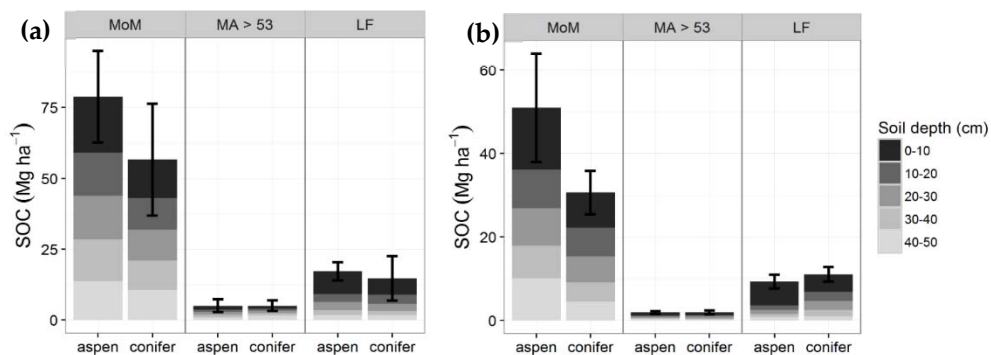 (a)
MoM MA > 53 LF
SOC (Mg ha⁻¹)
75
50
25
0
aspen conifer aspen conifer aspen conifer
(b)
MoM MA > 53 LF
SOC (Mg ha⁻¹)
60
40
20
0
aspen conifer aspen conifer aspen conifer
Soil depth (cm)
0-10
10-20
20-30
30-40
40-50